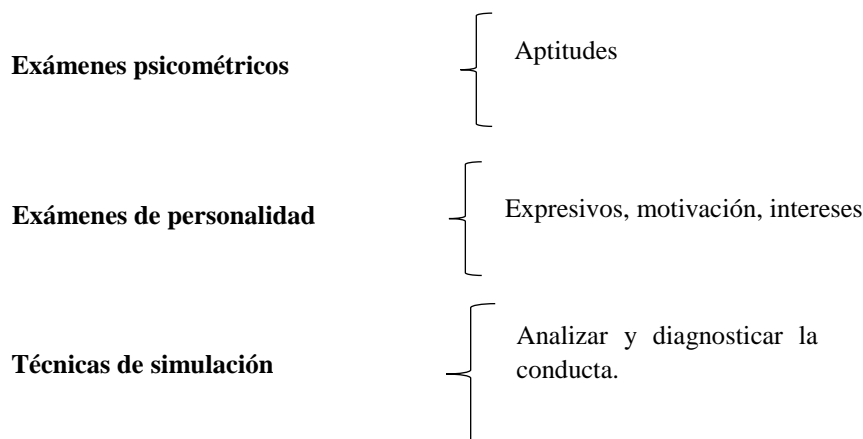 Exámenes psicométricos
Aptitudes
Exámenes de personalidad
Expresivos, motivación, intereses
Técnicas de simulación
Analizar y diagnosticar la
conducta.